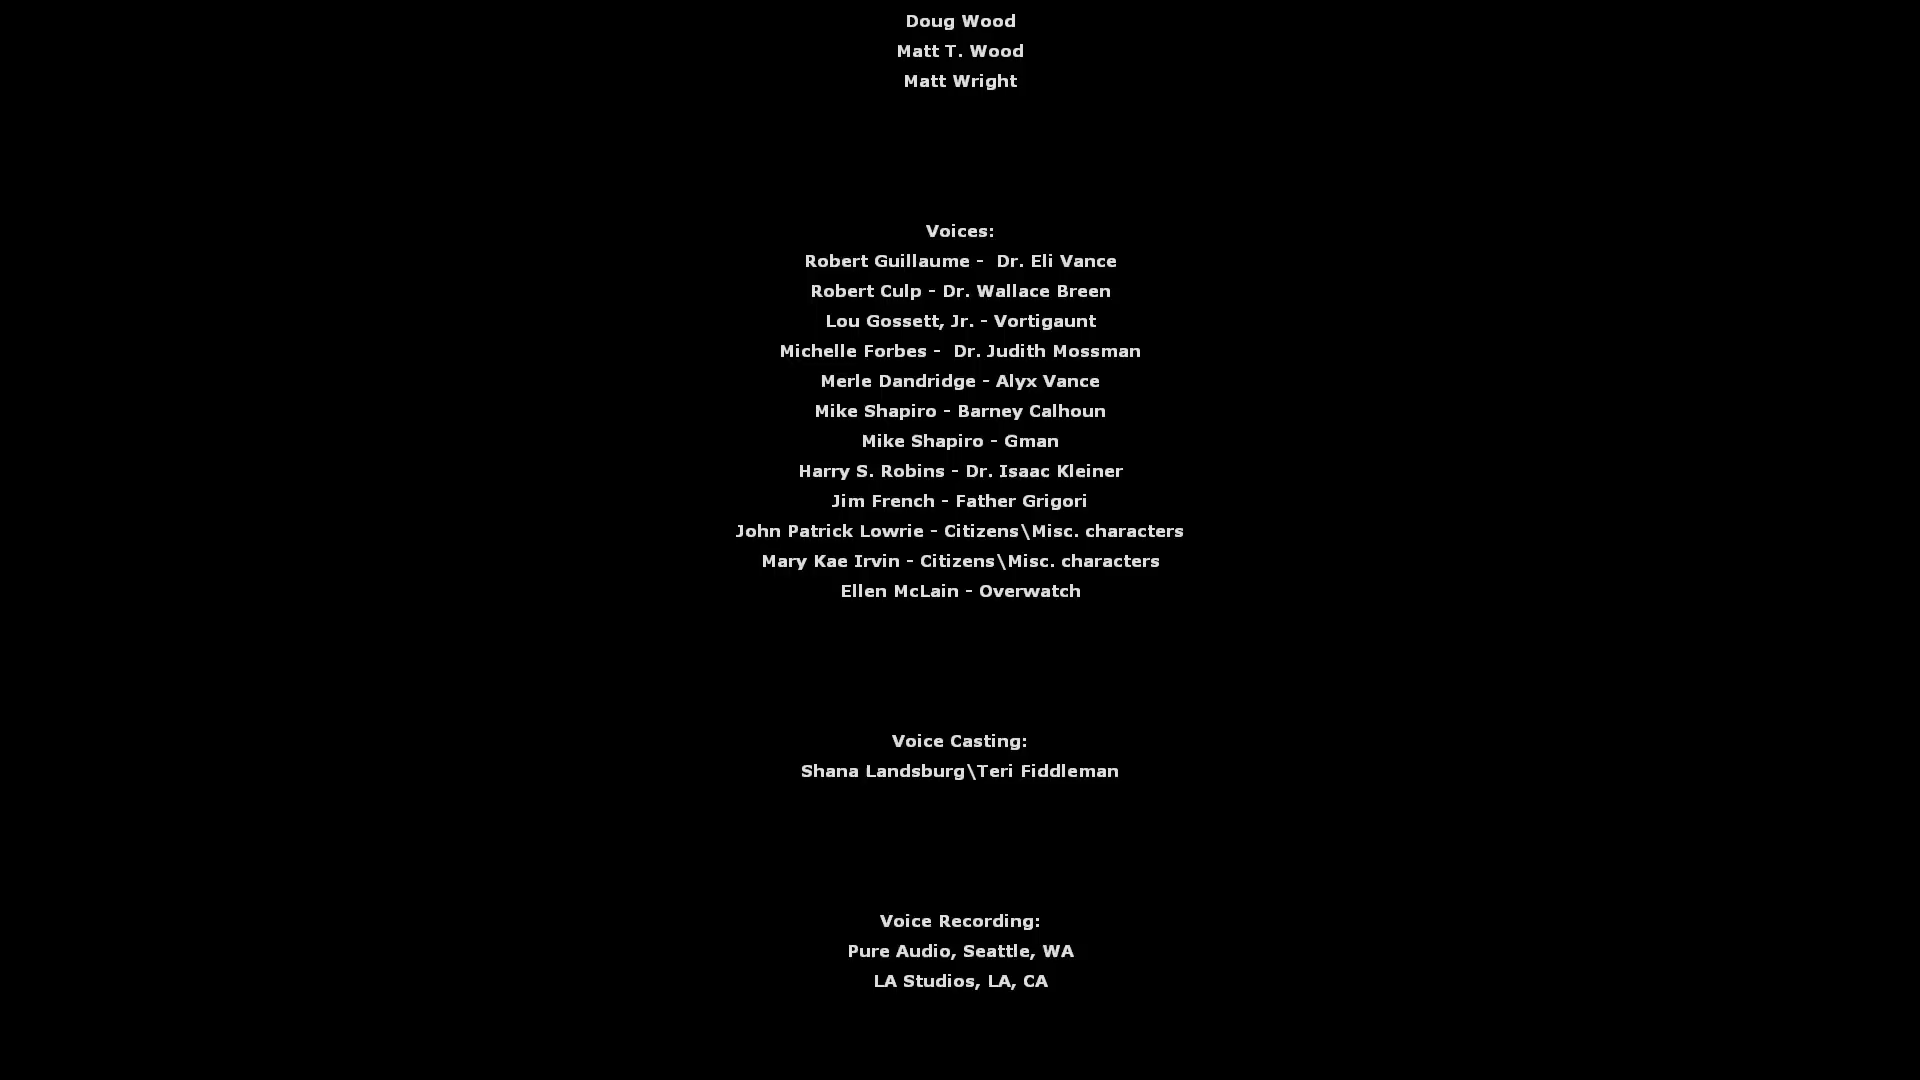 Doug Wood
Matt T. Wood
Matt Wright
Voices:
Robert Guillaume -  Dr. Eli Vance
Robert Culp - Dr. Wallace Breen
Lou Gossett, Jr. - Vortigaunt
Michelle Forbes -  Dr. Judith Mossman
Merle Dandridge - Alyx Vance
Mike Shapiro - Barney Calhoun
Mike Shapiro - Gman
Harry S. Robins - Dr. Isaac Kleiner
Jim French - Father Grigori
John Patrick Lowrie - Citizens\Misc. characters
Mary Kae Irvin - Citizens\Misc. characters
Ellen McLain - Overwatch
Voice Casting:
Shana Landsburg\Teri Fiddleman
Voice Recording:
Pure Audio, Seattle, WA
LA Studios, LA, CA